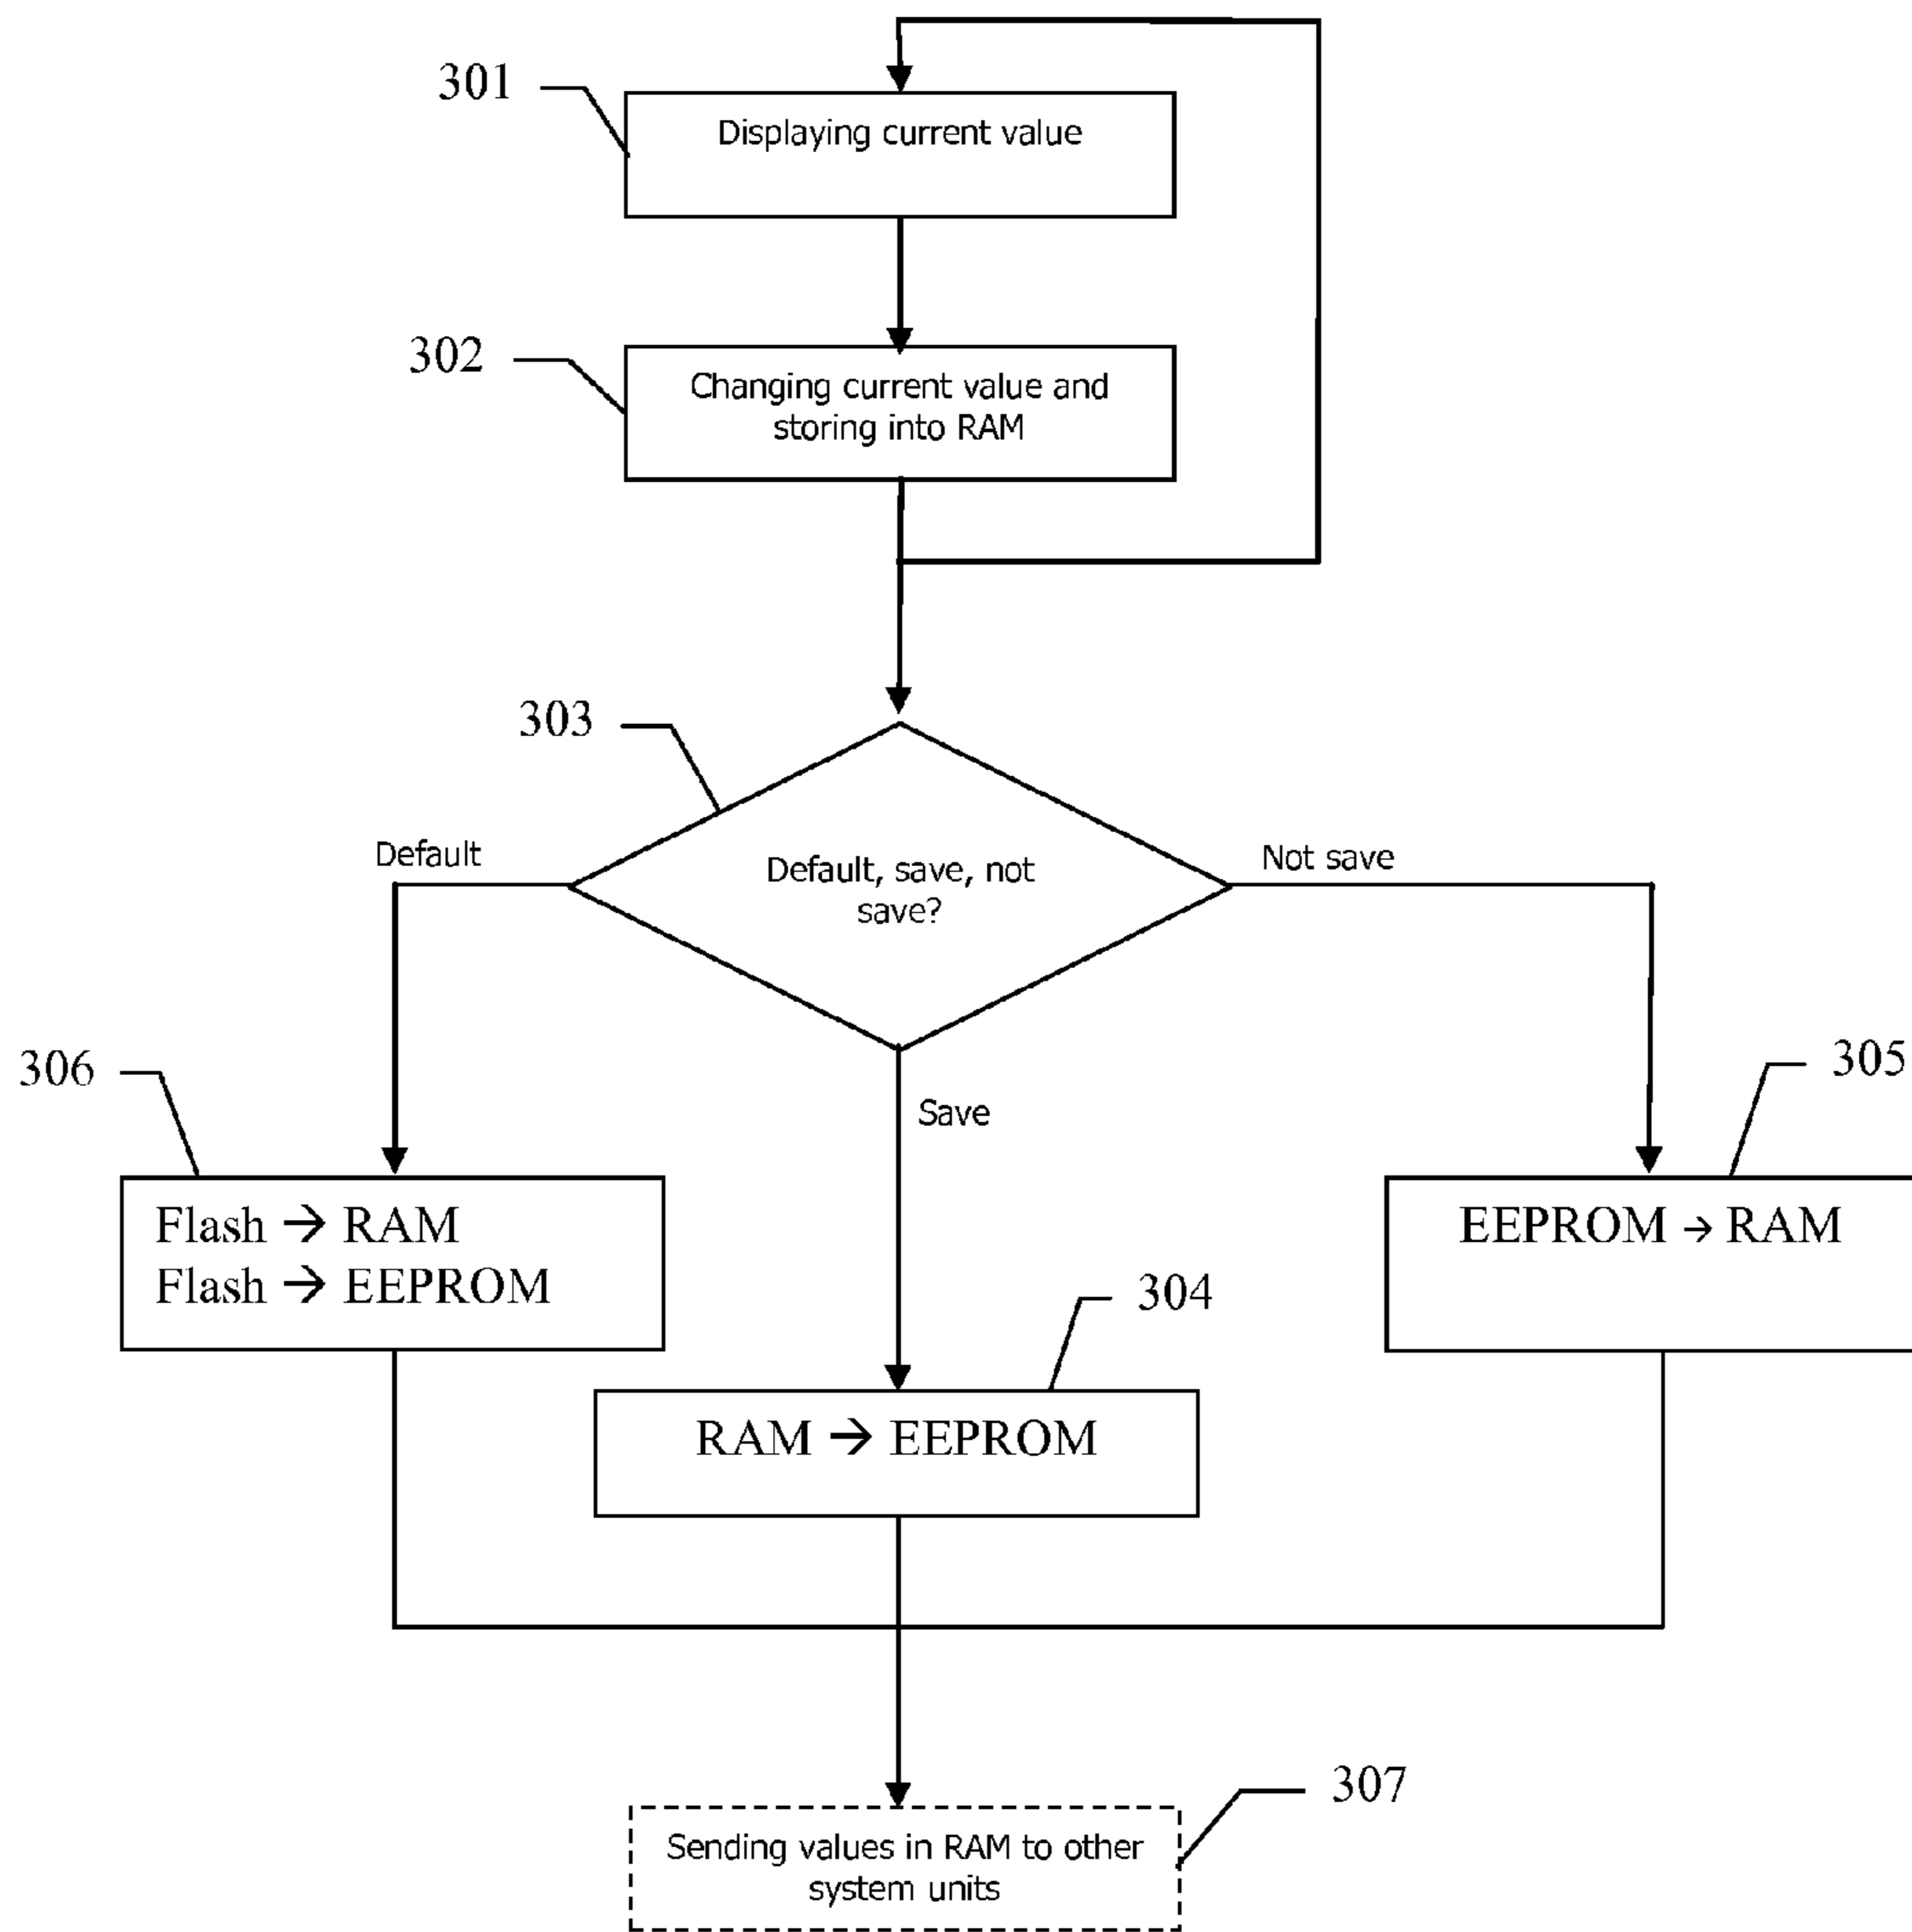 301
Displaying current value
302
Changing current value and
storing into RAM
303
Default
Default, save, not
save?
Not save
306
Save
305
Flash → RAM
Flash → EEPROM
EEPROM → RAM
304
RAM → EEPROM
307
Sending values in RAM to other
system units